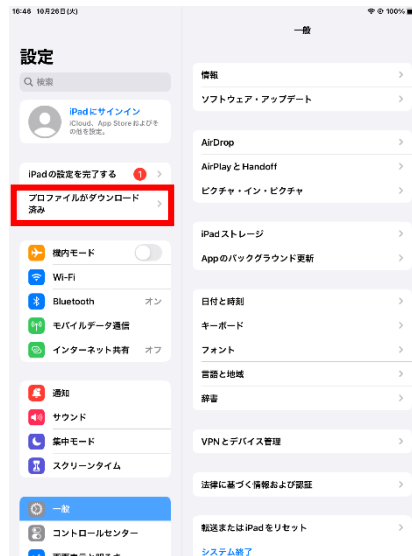 16:46 10月26日(火)
100%
設定
検索
iPadにサインイン
iCloud、App Storeおよびそ
の他を設定。
iPadの設定を完了する 1
プロファイルがダウンロード
済み
機内モード
Wi-Fi
Bluetooth オン
モバイルデータ通信
インターネット共有 オフ
通知
サウンド
集中モード
スクリーンタイム
一般
コントロールセンター
一般
情報
ソフトウェア・アップデート
AirDrop
AirPlayとHandoff
ピクチャ・イン・ピクチャ
iPadストレージ
Appのバックグラウンド更新
日付と時刻
キーボード
フォント
言語と地域
辞書
VPNとデバイス管理
法律に基づく情報および認証
転送またはiPadをリセット
システム終了